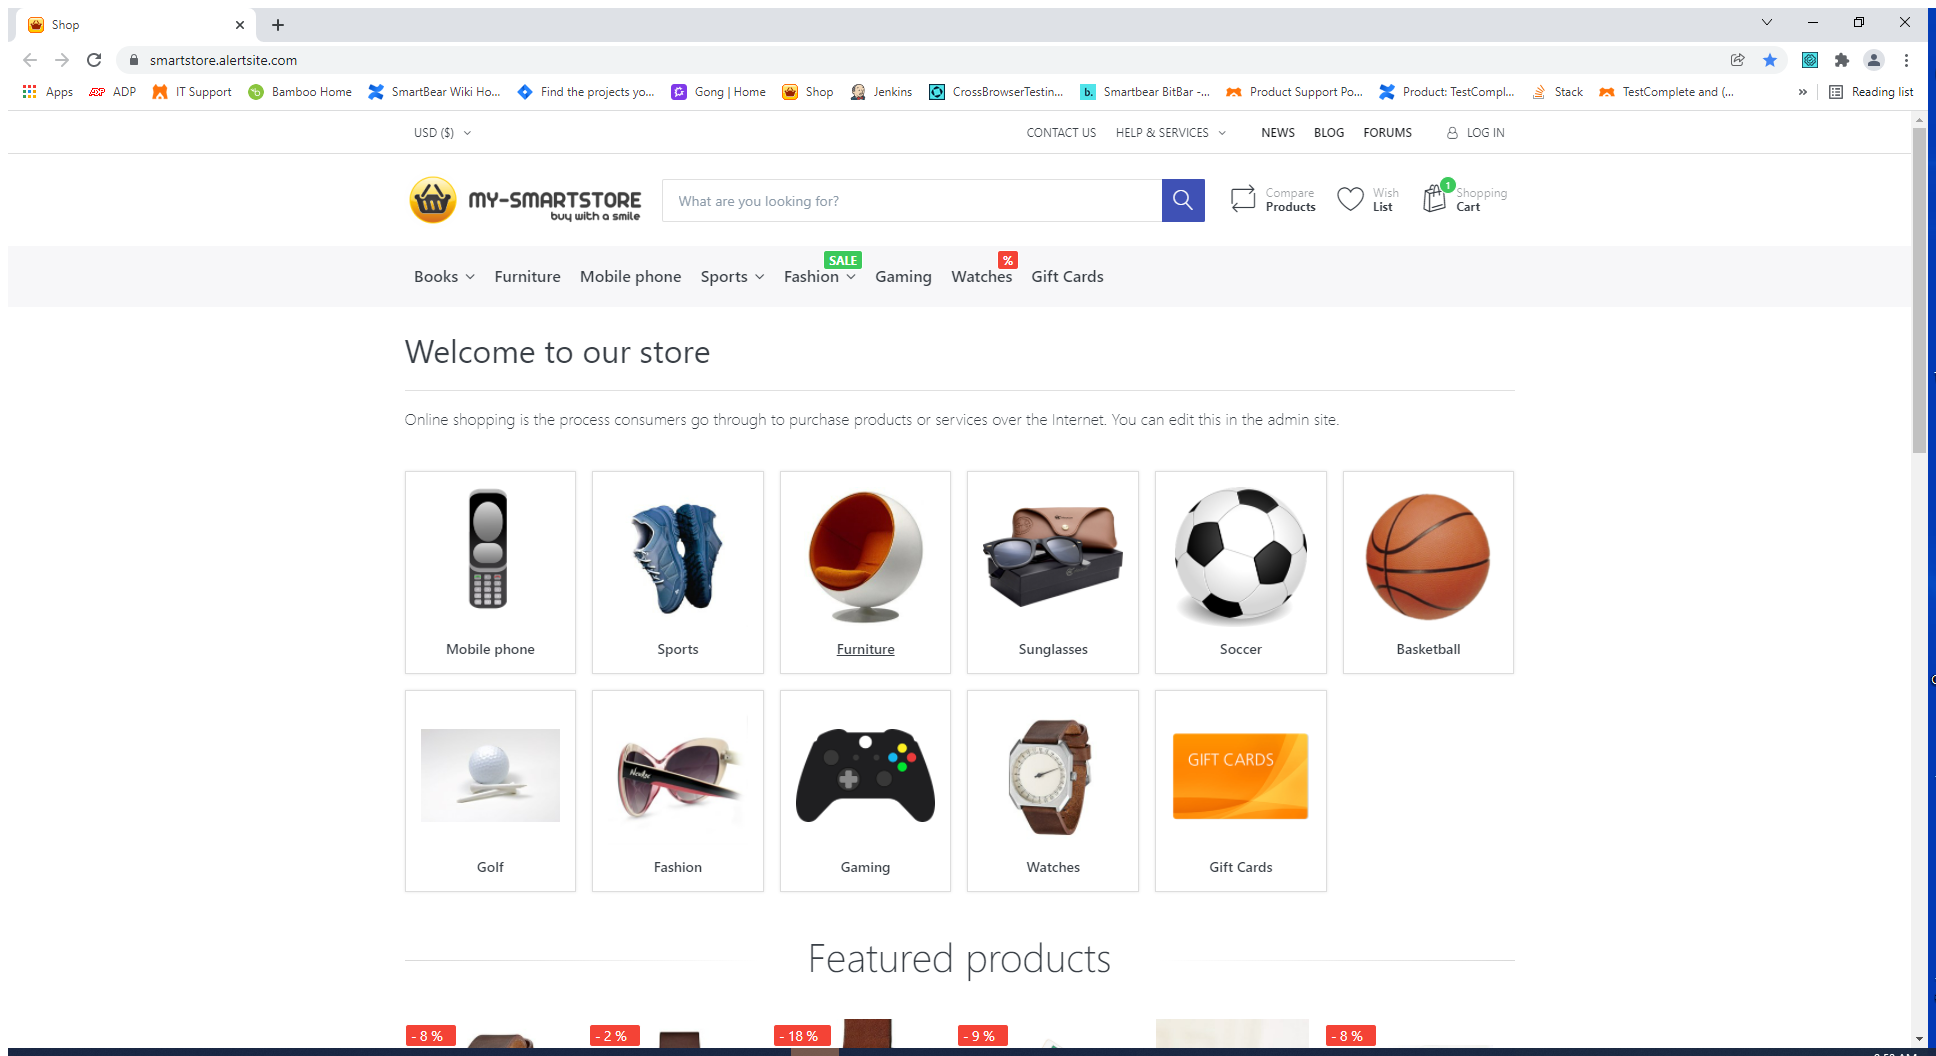 Shop
smartstore.alertsite.com
Apps ADP IT Support Bamboo Home SmartBear Wiki Ho... Find the projects yo... Gong | Home Shop Jenkins CrossBrowserTestin... b. Smartbear BitBar -... Product Support Po... Product: TestCompl... Stack TestComplete and (... » Reading list
USD ($) CONTACT US HELP & SERVICES NEWS BLOG FORUMS LOG IN
MY-SMARTSTORE
buy with a smile
What are you looking for?
Compare
Products
Wish
List
1
Shopping
Cart
SALE %
Books Furniture Mobile phone Sports Fashion Gaming Watches Gift Cards
Welcome to our store
Online shopping is the process consumers go through to purchase products or services over the Internet. You can edit this in the admin site.
Mobile phone Sports Furniture Sunglasses Soccer Basketball
GIFT CARDS
Golf Fashion Gaming Watches Gift Cards
Featured products
- 8 % - 2 % - 18 % - 9 % - 8 %